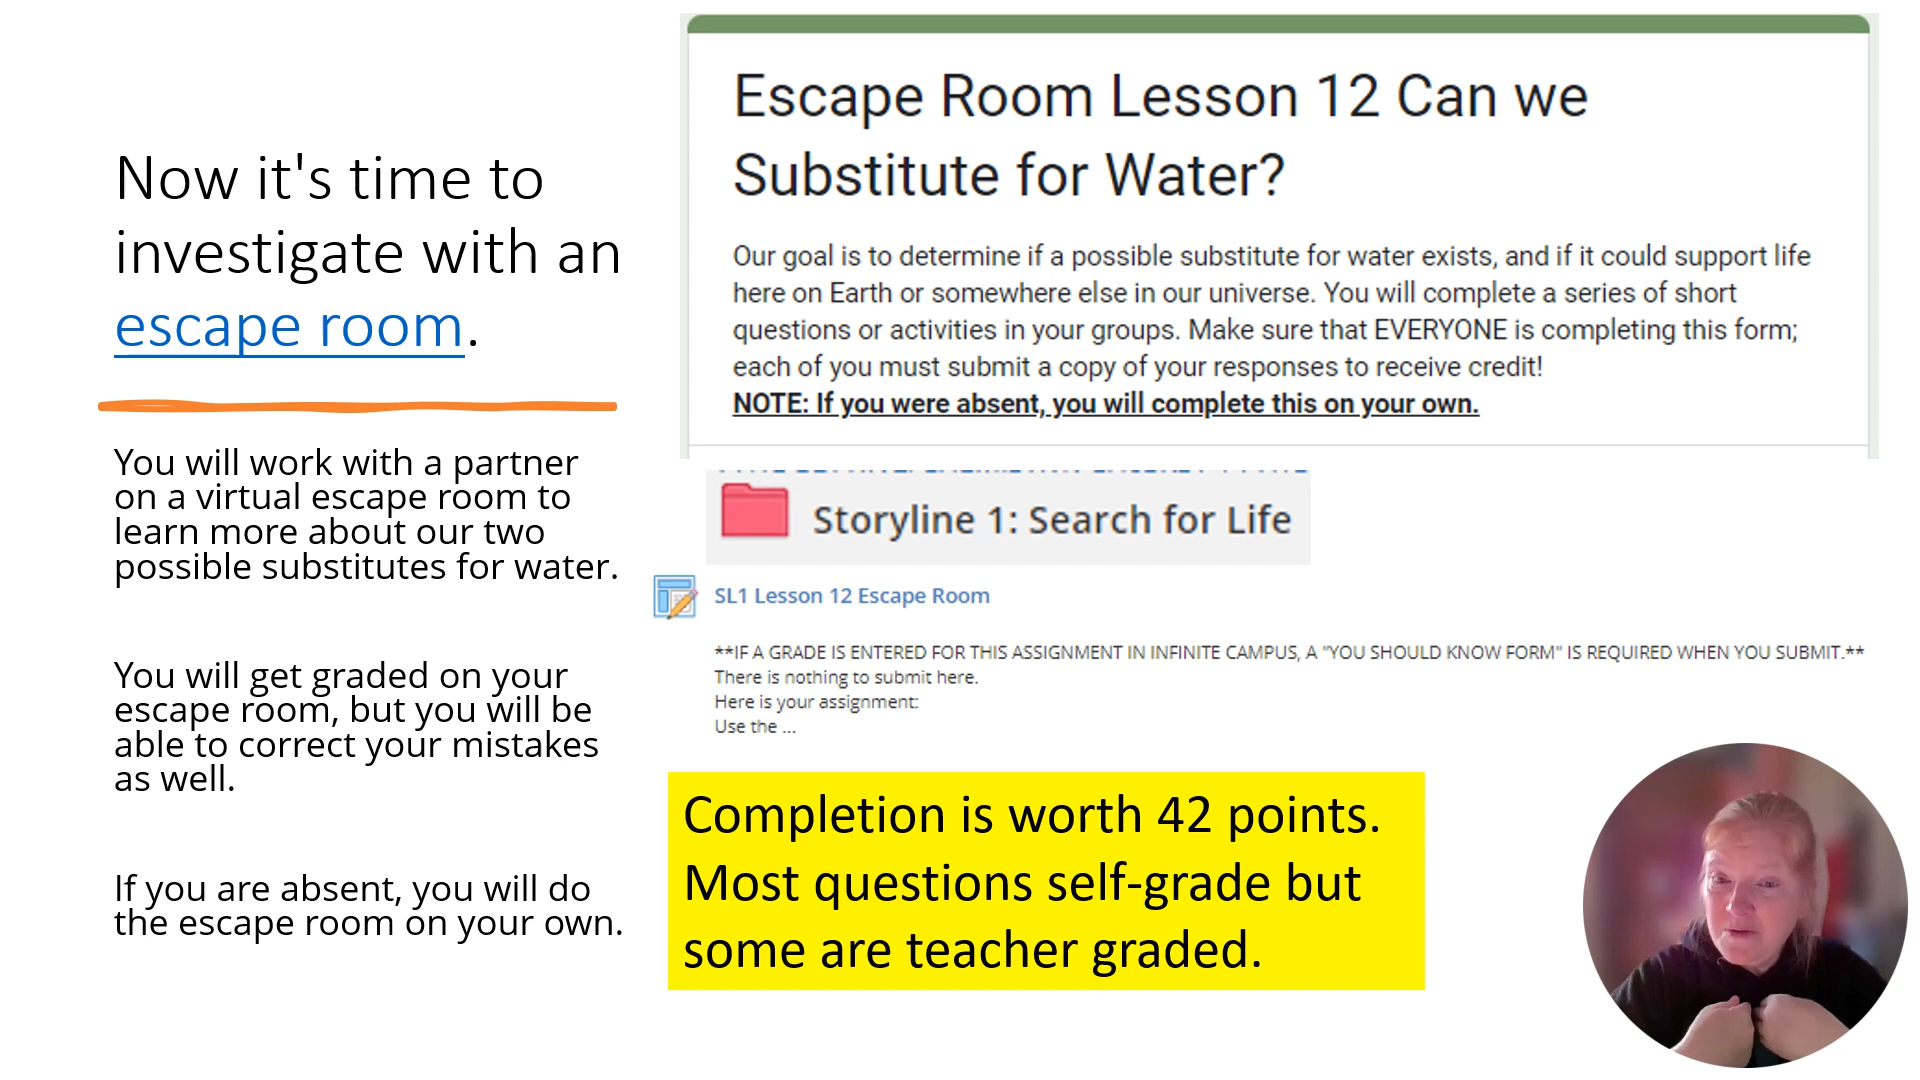 Now it's time to
investigate with an
escape room.
You will work with a partner
on a virtual escape room to
learn more about our two
possible substitutes for water.
You will get graded on your
escape room, but you will be
able to correct your mistakes
as well.
If you are absent, you will do
the escape room on your own.
Escape Room Lesson 12 Can we
Substitute for Water?
Our goal is to determine if a possible substitute for water exists, and if it could support life
here on Earth or somewhere else in our universe. You will complete a series of short
questions or activities in your groups. Make sure that EVERYONE is completing this form;
each of you must submit a copy of your responses to receive credit!
NOTE: If you were absent, you will complete this on your own.
Storyline 1: Search for Life
SL1 Lesson 12 Escape Room
**IF A GRADE IS ENTERED FOR THIS ASSIGNMENT IN INFINITE CAMPUS, A "YOU SHOULD KNOW FORM" IS REQUIRED WHEN YOU SUBMIT.**
There is nothing to submit here.
Here is your assignment:
Use the ...
Completion is worth 42 points.
Most questions self-grade but
some are teacher graded.